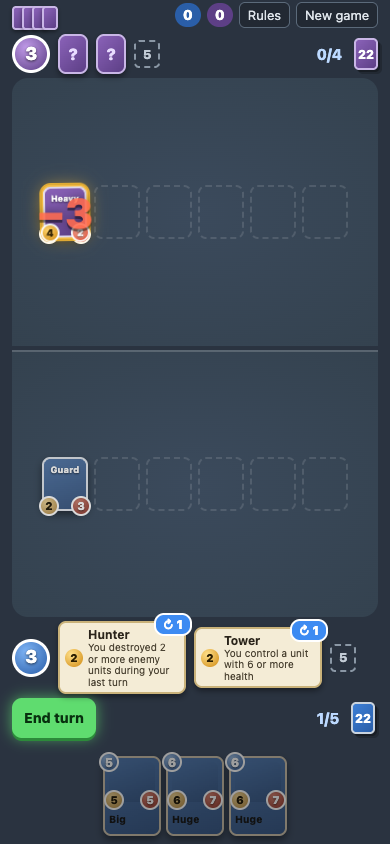 0 0 Rules New game
3 ? ? 5 0/4 22
-3
4
Guard
2 3
3
2
Hunter
You destroyed 2
or more enemy
units during your
last turn
1
2
Tower
You control a unit
with 6 or more
health
1
5
End turn 1/5 22
5 6 6
5 5 6 7 6 7
Big Huge Huge